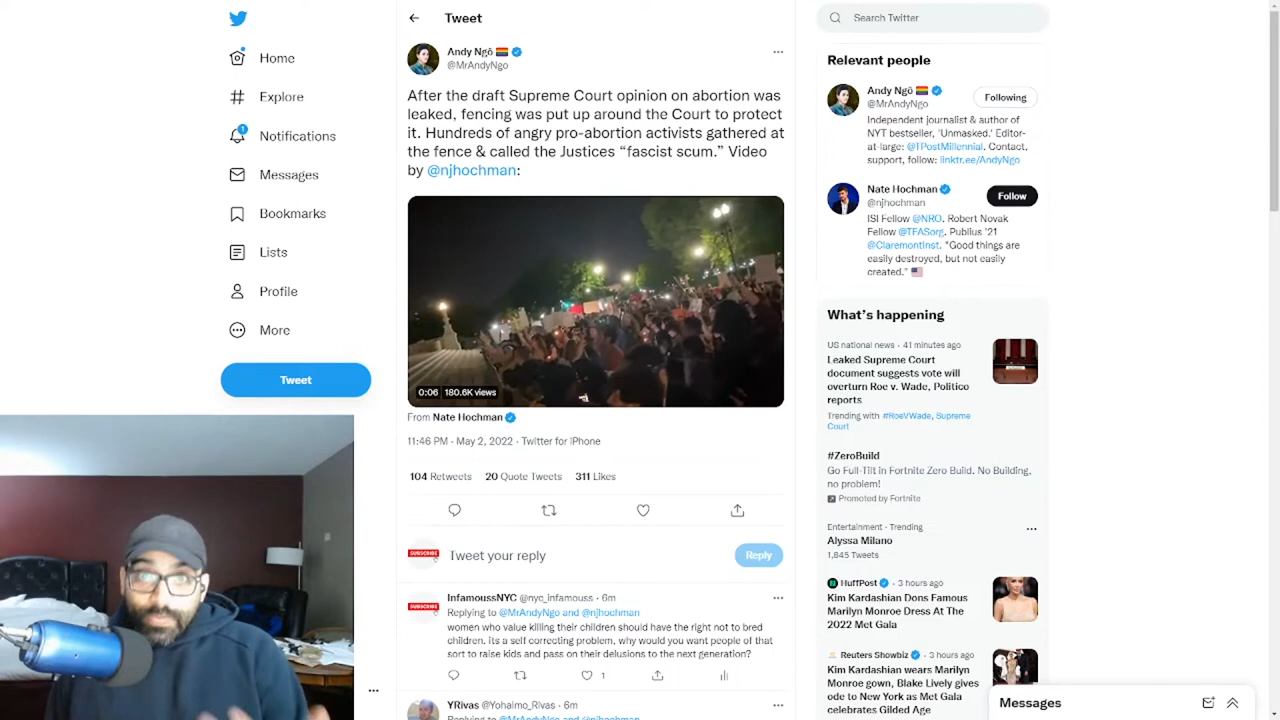 Home
Explore
Notifications
1
Messages
Bookmarks
Lists
Profile
More
Tweet
Tweet
Andy Ngô
@MrAndyNgo
After the draft Supreme Court opinion on abortion was
leaked, fencing was put up around the Court to protect
it. Hundreds of angry pro-abortion activists gathered at
the fence & called the Justices “fascist scum.” Video
by @njhochman:
0:06 180.6K views
From Nate Hochman
11:46 PM · May 2, 2022 · Twitter for iPhone
104 Retweets 20 Quote Tweets 311 Likes
SUBSCRIBE
Tweet your reply
Reply
SUBSCRIBE
InfamoussNYC @nyc_infamouss · 6m
Replying to @MrAndyNgo and @njhochman
women who value killing their children should have the right not to bred
children. its a self correcting problem, why would you want people of that
sort to raise kids and pass on their delusions to the next generation?
1
YRivas @Yohalmo_Rivas · 6m
Replying to @MrAndyNgo and @njhochman
Search Twitter
Relevant people
Andy Ngô
@MrAndyNgo
Following
Independent journalist & author of
NYT bestseller, 'Unmasked.' Editor-
at-large: @TPostMillennial. Contact,
support, follow: linktr.ee/AndyNgo
Nate Hochman
@njhochman
Follow
ISI Fellow @NRO. Robert Novak
Fellow @TFASorg. Publius '21
@ClaremontInst. "Good things are
easily destroyed, but not easily
created."
What's happening
US national news · 41 minutes ago
Leaked Supreme Court
document suggests vote will
overturn Roe v. Wade, Politico
reports
Trending with #RoeVWade, Supreme
Court
#ZeroBuild
Go Full-Tilt in Fortnite Zero Build. No Building,
no problem!
Promoted by Fortnite
Entertainment · Trending
Alyssa Milano
1,845 Tweets
HuffPost · 3 hours ago
Kim Kardashian Dons Famous
Marilyn Monroe Dress At The
2022 Met Gala
Reuters Showbiz · 3 hours ago
Kim Kardashian wears Marilyn
Monroe gown, Blake Lively gives
ode to New York as Met Gala
celebrates Gilded Age
Messages